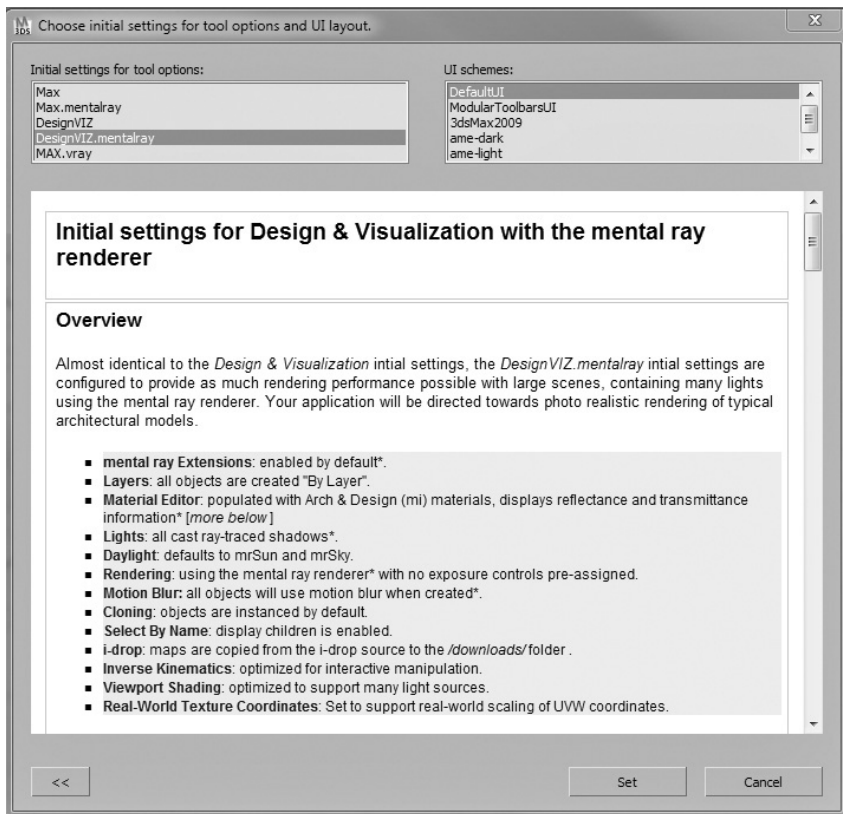 Choose initial settings for tool options and UI layout.
Initial settings for tool options:
Max
Max.mentalray
DesignVIZ
DesignVIZ.mentalray
MAX.vray
UI schemes:
DefaultUI
ModularToolbarsUI
3dsMax2009
ame-dark
ame-light
Initial settings for Design & Visualization with the mental ray
renderer
Overview
Almost identical to the Design & Visualization intial settings, the DesignVIZ.mentalray intial settings are
configured to provide as much rendering performance possible with large scenes, containing many lights
using the mental ray renderer. Your application will be directed towards photo realistic rendering of typical
architectural models.
▪ mental ray Extensions: enabled by default*.
▪ Layers: all objects are created "By Layer".
▪ Material Editor: populated with Arch & Design (mi) materials, displays reflectance and transmittance
information* [more below]
▪ Lights: all cast ray-traced shadows*.
▪ Daylight: defaults to mrSun and mrSky.
▪ Rendering: using the mental ray renderer* with no exposure controls pre-assigned.
▪ Motion Blur: all objects will use motion blur when created*.
▪ Cloning: objects are instanced by default.
▪ Select By Name: display children is enabled.
▪ i-drop: maps are copied from the i-drop source to the /downloads/ folder .
▪ Inverse Kinematics: optimized for interactive manipulation.
▪ Viewport Shading: optimized to support many light sources.
▪ Real-World Texture Coordinates: Set to support real-world scaling of UVW coordinates.
<<
Set
Cancel